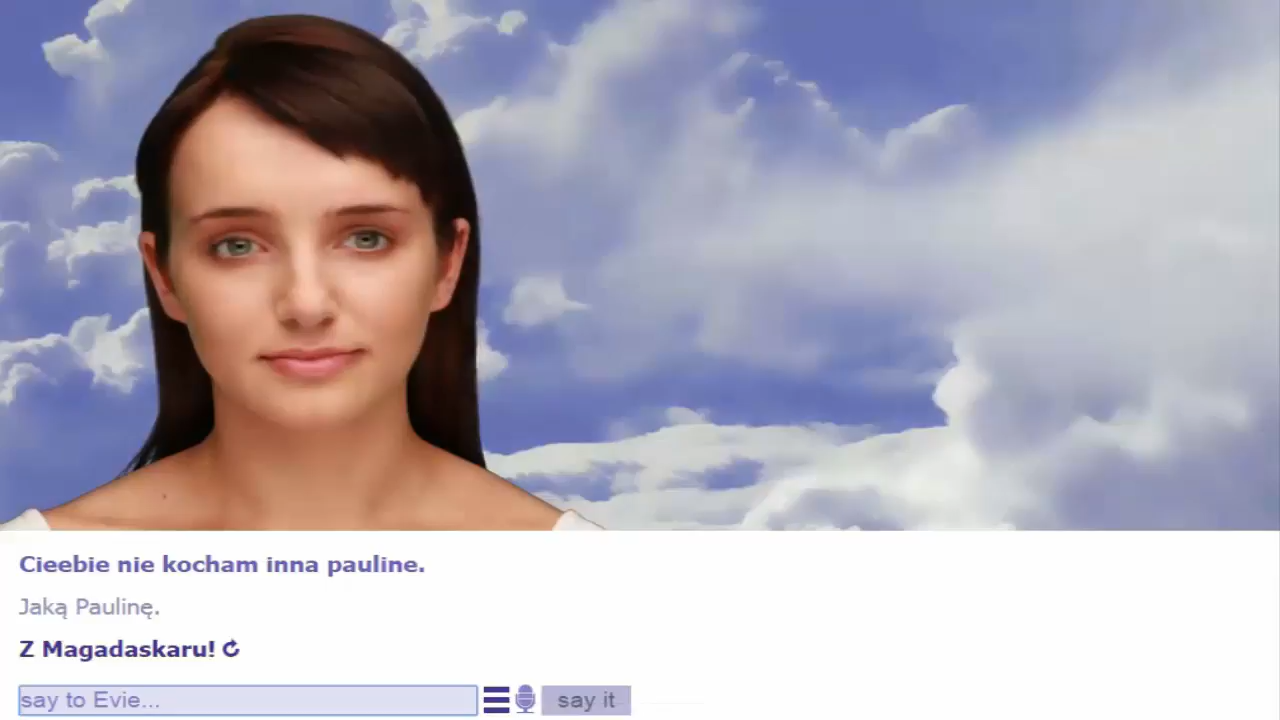 Cieebie nie kocham inna pauline.
Jaką Paulinę.
Z Magadaskaru!
say to Evie...
say it